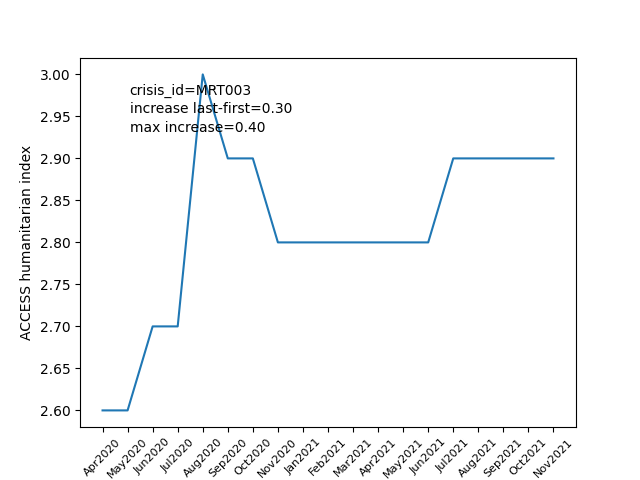 crisis_id=MRT003
increase last-first=0.30
max increase=0.40
ACCESS humanitarian index
3.00
2.95
2.90
2.85
2.80
2.75
2.70
2.65
2.60
Apr2020
May2020
Jun2020
Jul2020
Aug2020
Sep2020
Oct2020
Nov2020
Jan2021
Feb2021
Mar2021
Apr2021
May2021
Jun2021
Jul2021
Aug2021
Sep2021
Oct2021
Nov2021